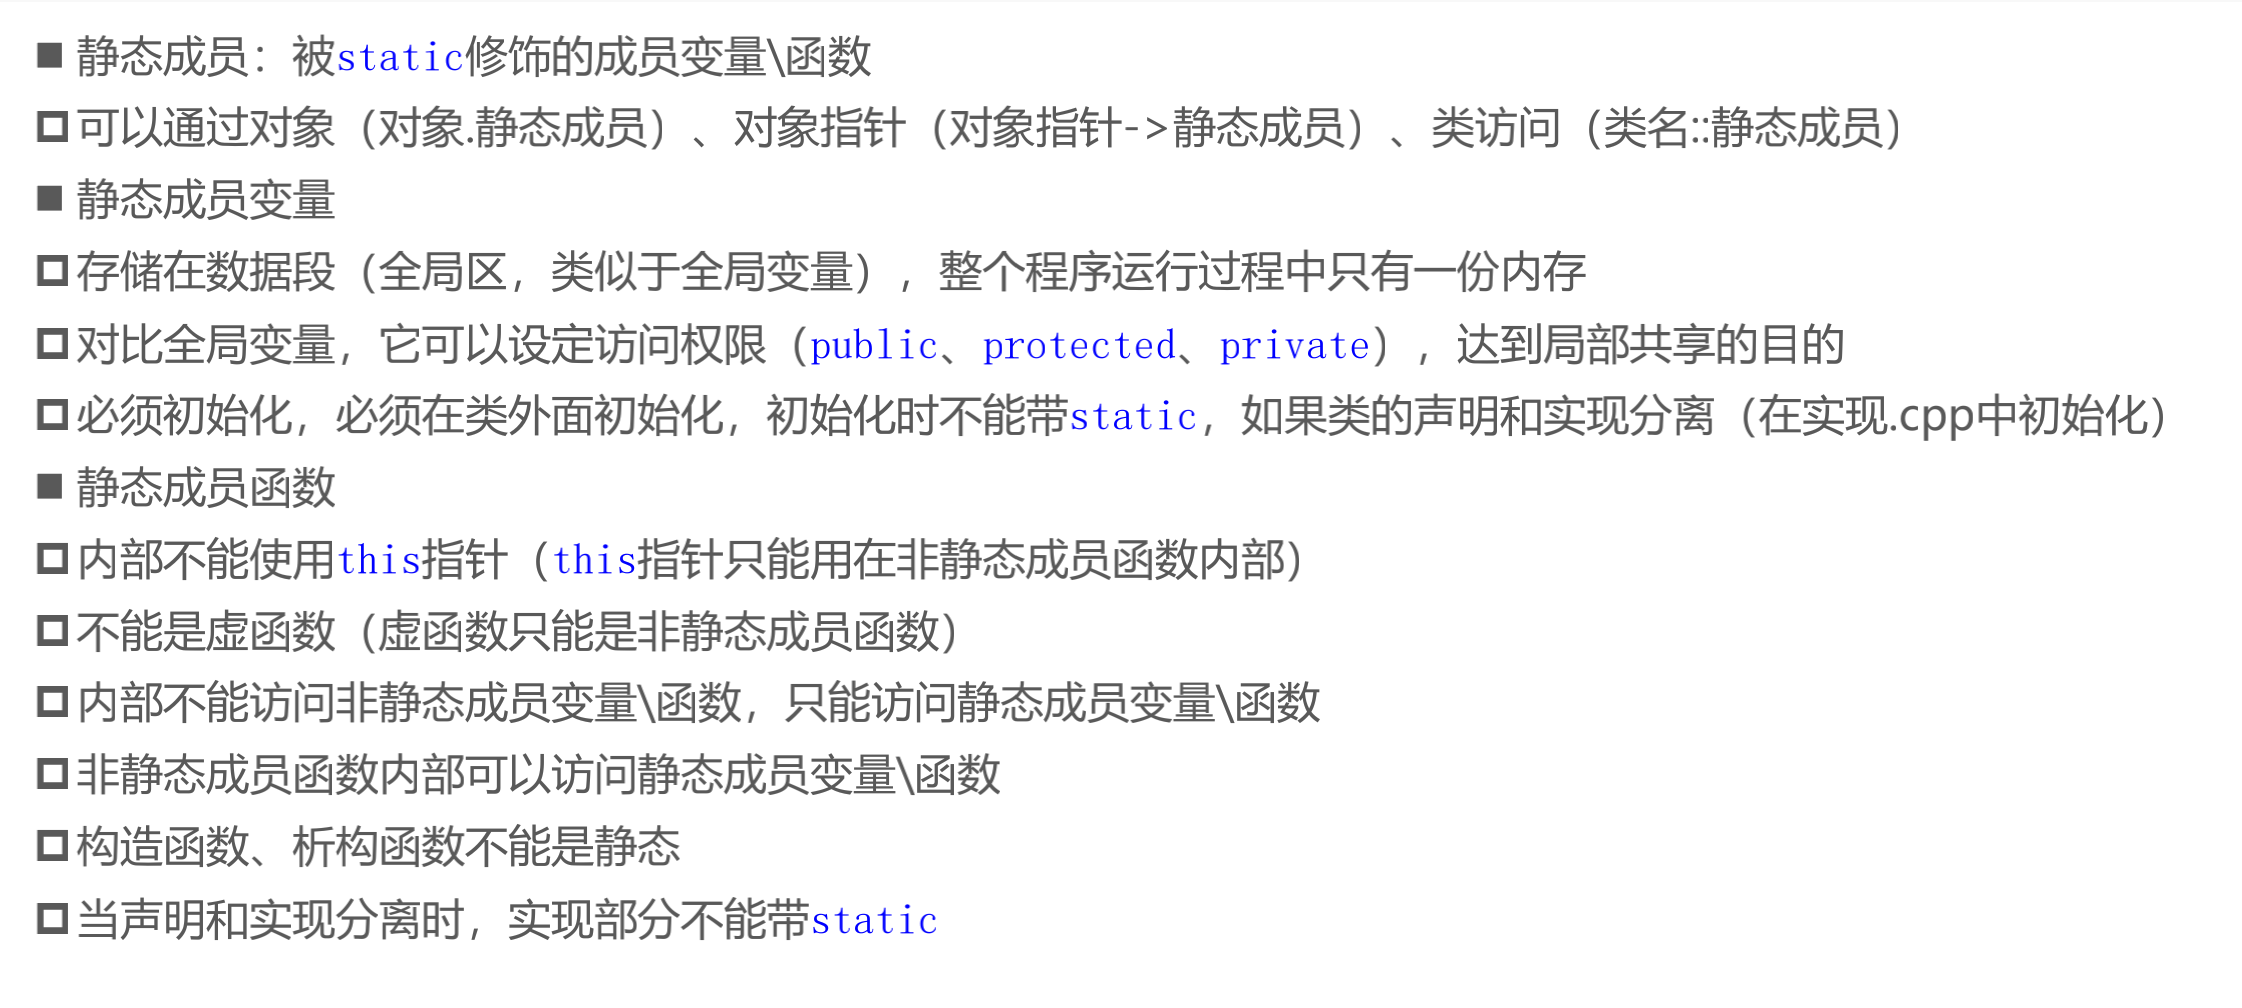 ■ 静态成员：被static修饰的成员变量\函数
□ 可以通过对象（对象.静态成员）、对象指针（对象指针->静态成员）、类访问（类名::静态成员）
■ 静态成员变量
□ 存储在数据段（全局区，类似于全局变量），整个程序运行过程中只有一份内存
□ 对比全局变量，它可以设定访问权限（public、protected、private），达到局部共享的目的
□ 必须初始化，必须在类外面初始化，初始化时不能带static，如果类的声明和实现分离（在实现.cpp中初始化）
■ 静态成员函数
□ 内部不能使用this指针（this指针只能用在非静态成员函数内部）
□ 不能是虚函数（虚函数只能是非静态成员函数）
□ 内部不能访问非静态成员变量\函数，只能访问静态成员变量\函数
□ 非静态成员函数内部可以访问静态成员变量\函数
□ 构造函数、析构函数不能是静态
□ 当声明和实现分离时，实现部分不能带static